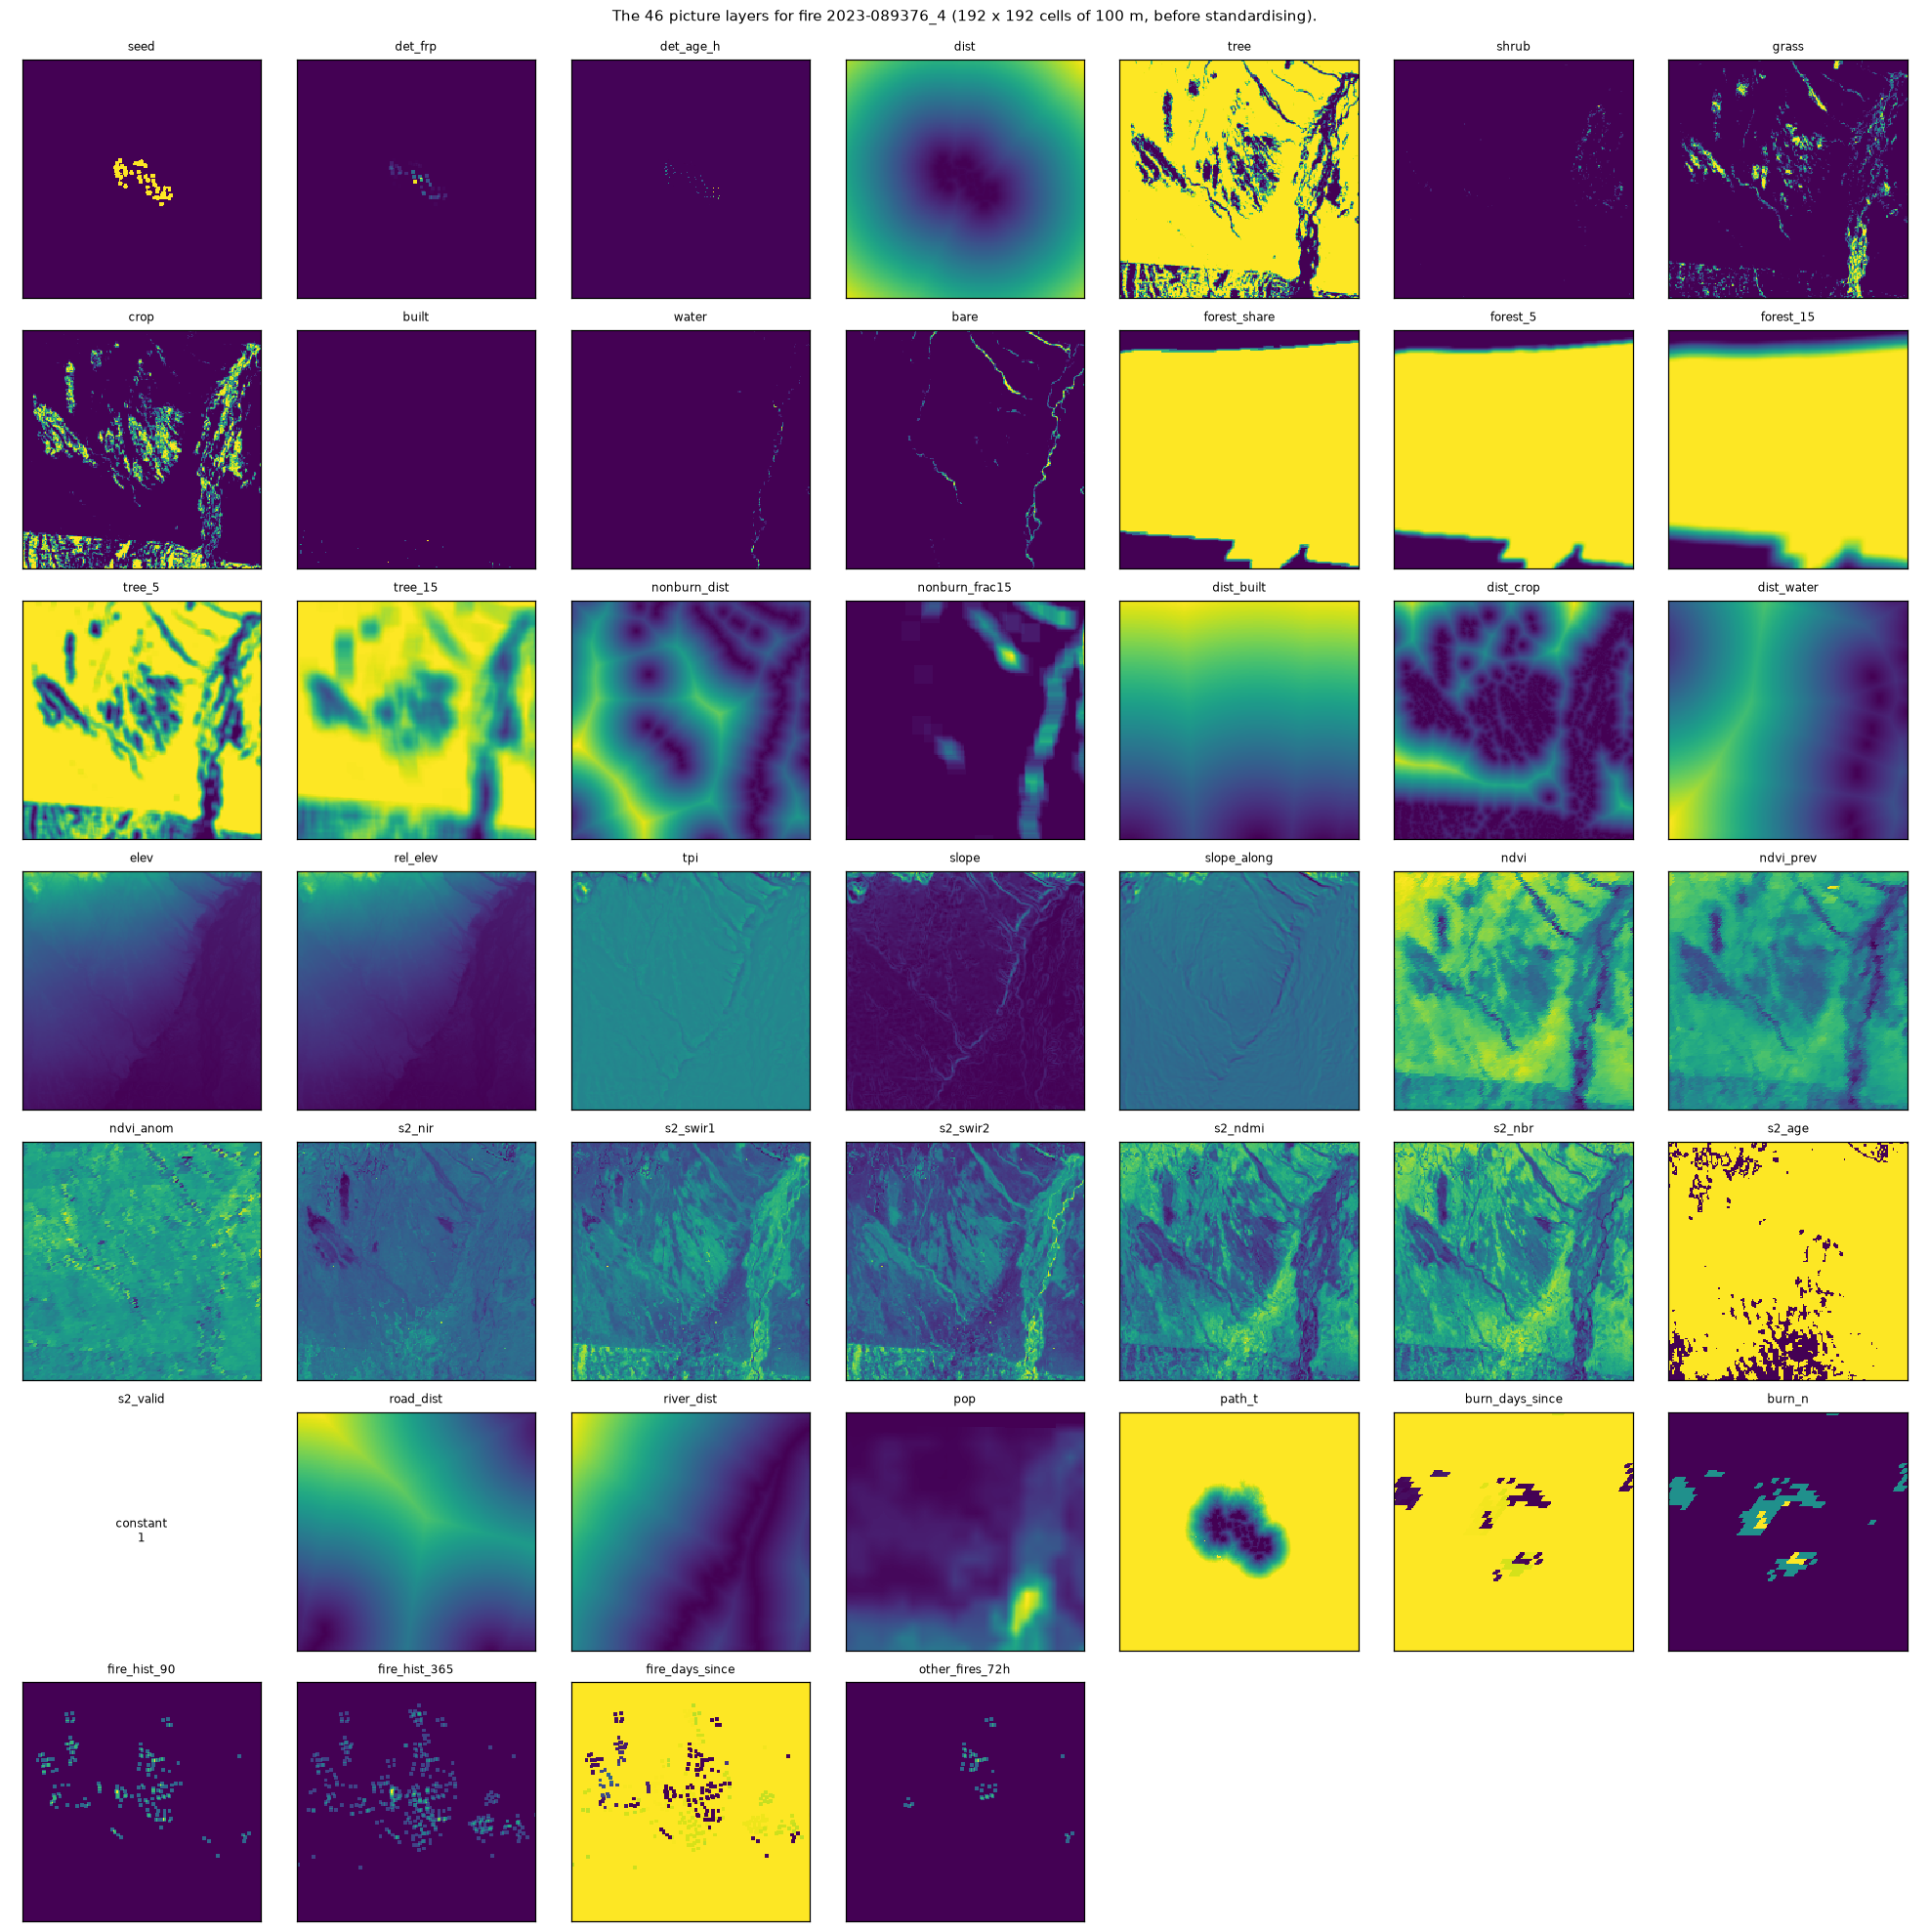 The 46 picture layers for fire 2023-089376_4 (192 x 192 cells of 100 m, before standardising).
seed det_frp det_age_h dist tree shrub grass
crop built water bare forest_share forest_5 forest_15
tree_5 tree_15 nonburn_dist nonburn_frac15 dist_built dist_crop dist_water
elev rel_elev tpi slope slope_along ndvi ndvi_prev
ndvi_anom s2_nir s2_swir1 s2_swir2 s2_ndmi s2_nbr s2_age
s2_valid road_dist river_dist pop path_t burn_days_since burn_n
constant
1
fire_hist_90 fire_hist_365 fire_days_since other_fires_72h